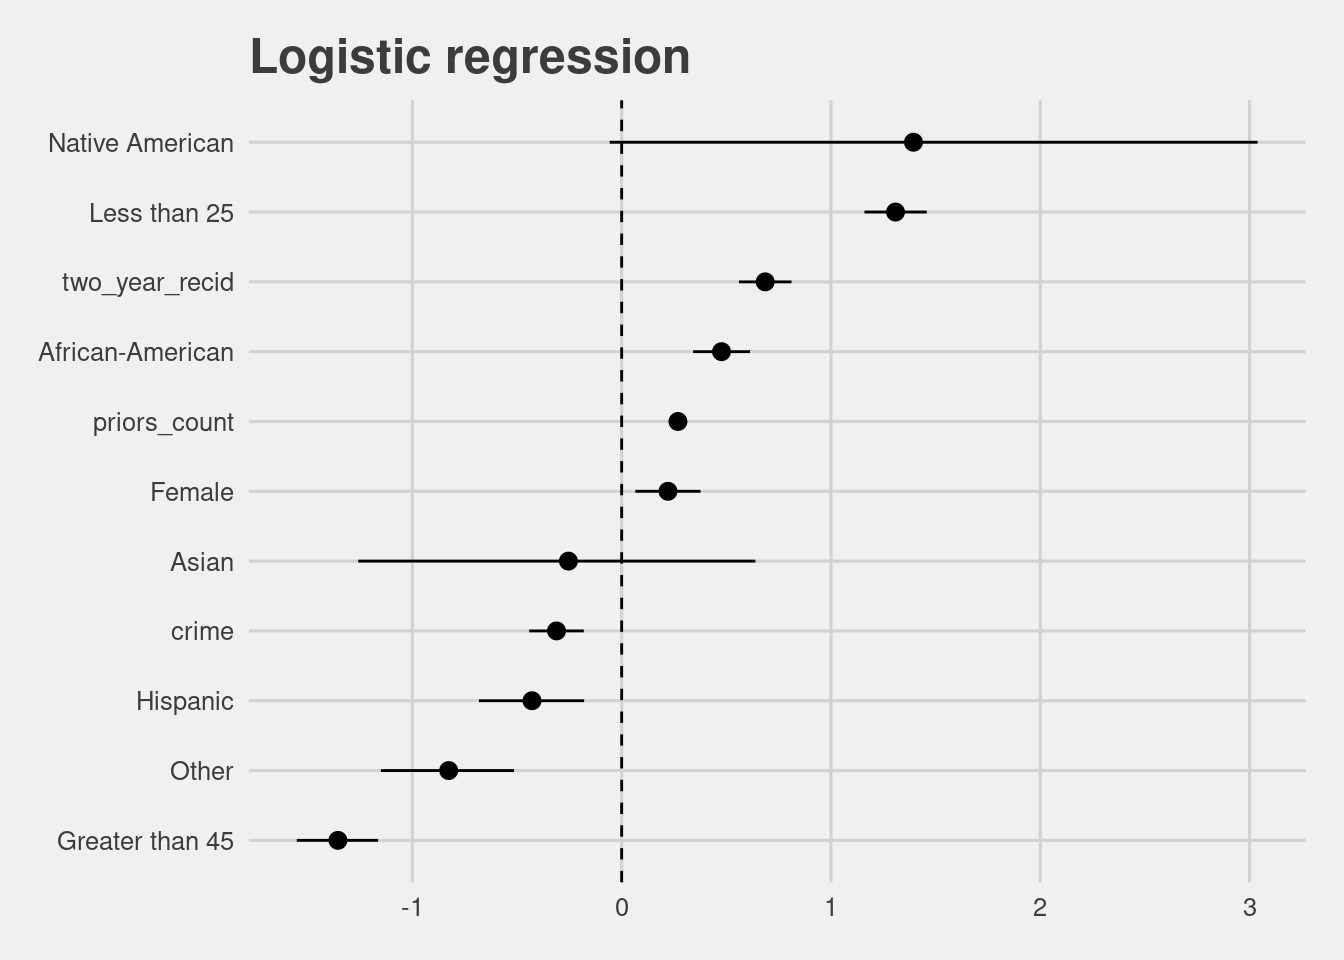 Logistic regression
Native American
Less than 25
two_year_recid
African-American
priors_count
Female
Asian
crime
Hispanic
Other
Greater than 45
-1 0 1 2 3